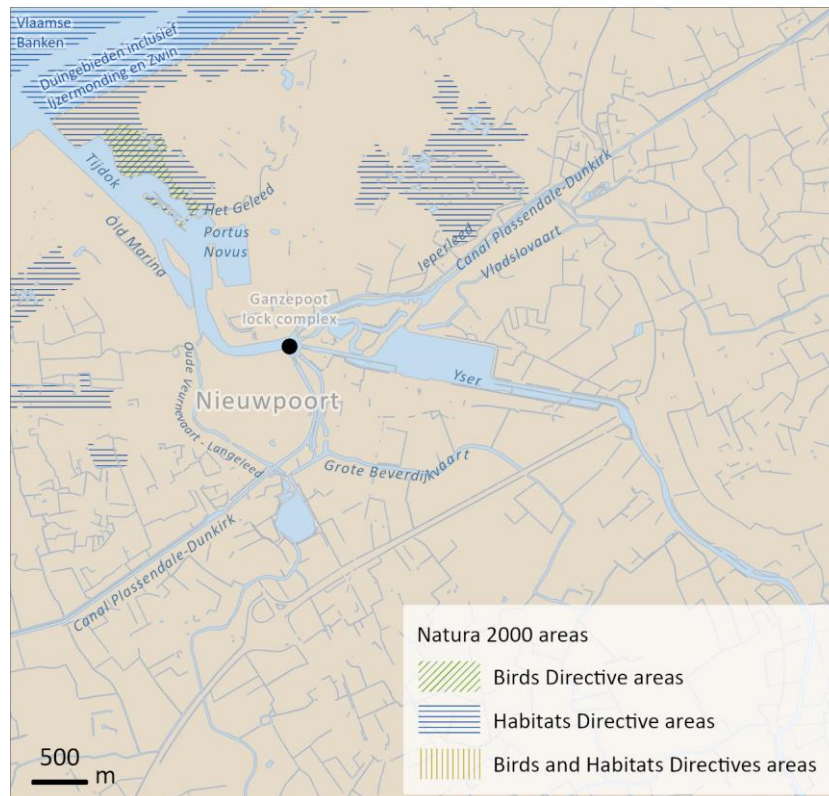 Vlaamse
Banken
Duingebieden inclusief
Ijzermonding en Zwin
Tijdok
Old Marina
Het Geleed
Portus
Novus
Ieperleed
Canal Plassendale-Dunkirk
Vladslovaart
Ganzepoot
lock complex
Yser
Oude Veurnevaart - Langeleed
Nieuwpoort
Grote Beverdijkvaart
Canal Plassendale-Dunkirk
Natura 2000 areas
Birds Directive areas
Habitats Directive areas
Birds and Habitats Directives areas
500
m